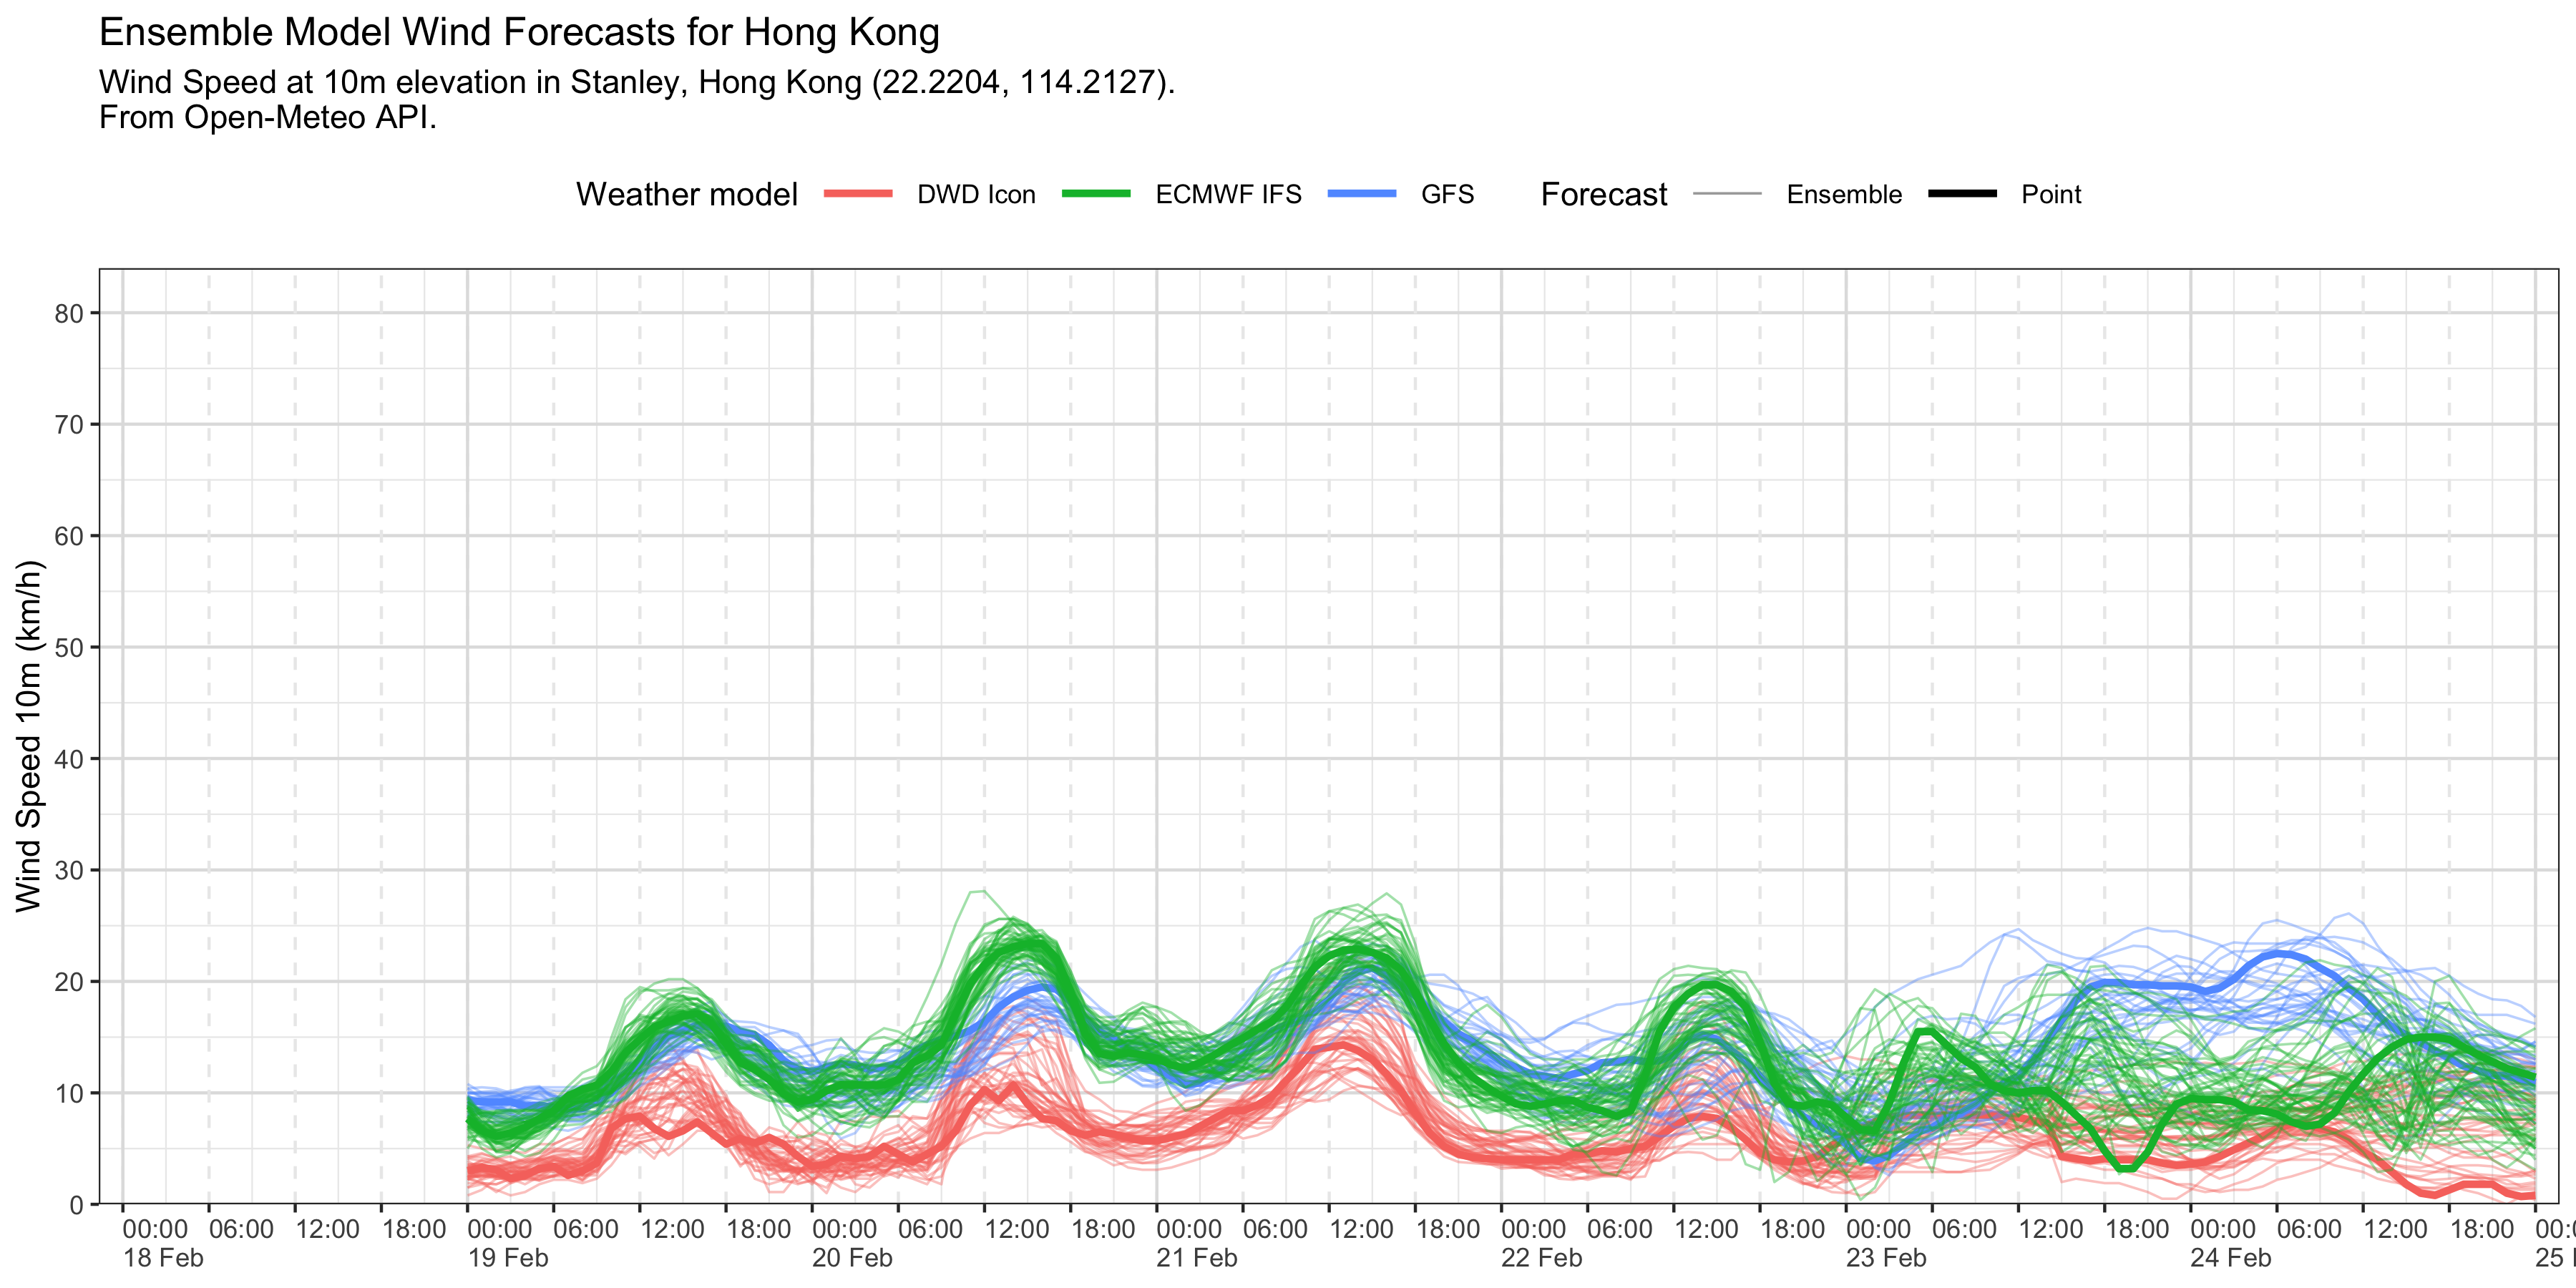 Ensemble Model Wind Forecasts for Hong Kong
Wind Speed at 10m elevation in Stanley, Hong Kong (22.2204, 114.2127).
From Open-Meteo API.
Weather model DWD Icon ECMWF IFS GFS Forecast Ensemble Point
Wind Speed 10m (km/h)
80
70
60
50
40
30
20
10
0
00:00 06:00 12:00 18:00 00:00 06:00 12:00 18:00 00:00 06:00 12:00 18:00 00:00 06:00 12:00 18:00 00:00 06:00 12:00 18:00 00:00 06:00 12:00 18:00 00:00 06:00 12:00 18:00
18 Feb 19 Feb 20 Feb 21 Feb 22 Feb 23 Feb 24 Feb 25